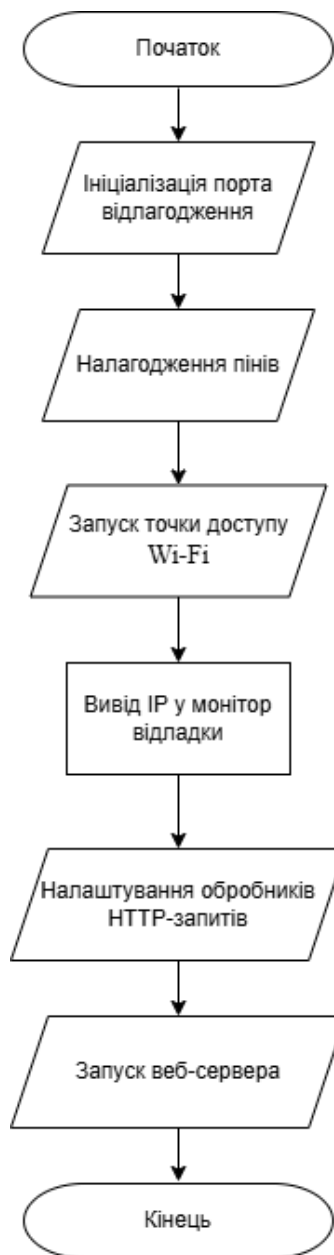 Початок
Ініціалізація порта
відлагодження
Налагодження пінів
Запуск точки доступу
Wi-Fi
Вивід IP у монітор
відладки
Налаштування обробників
HTTP-запитів
Запуск веб-сервера
Кінець